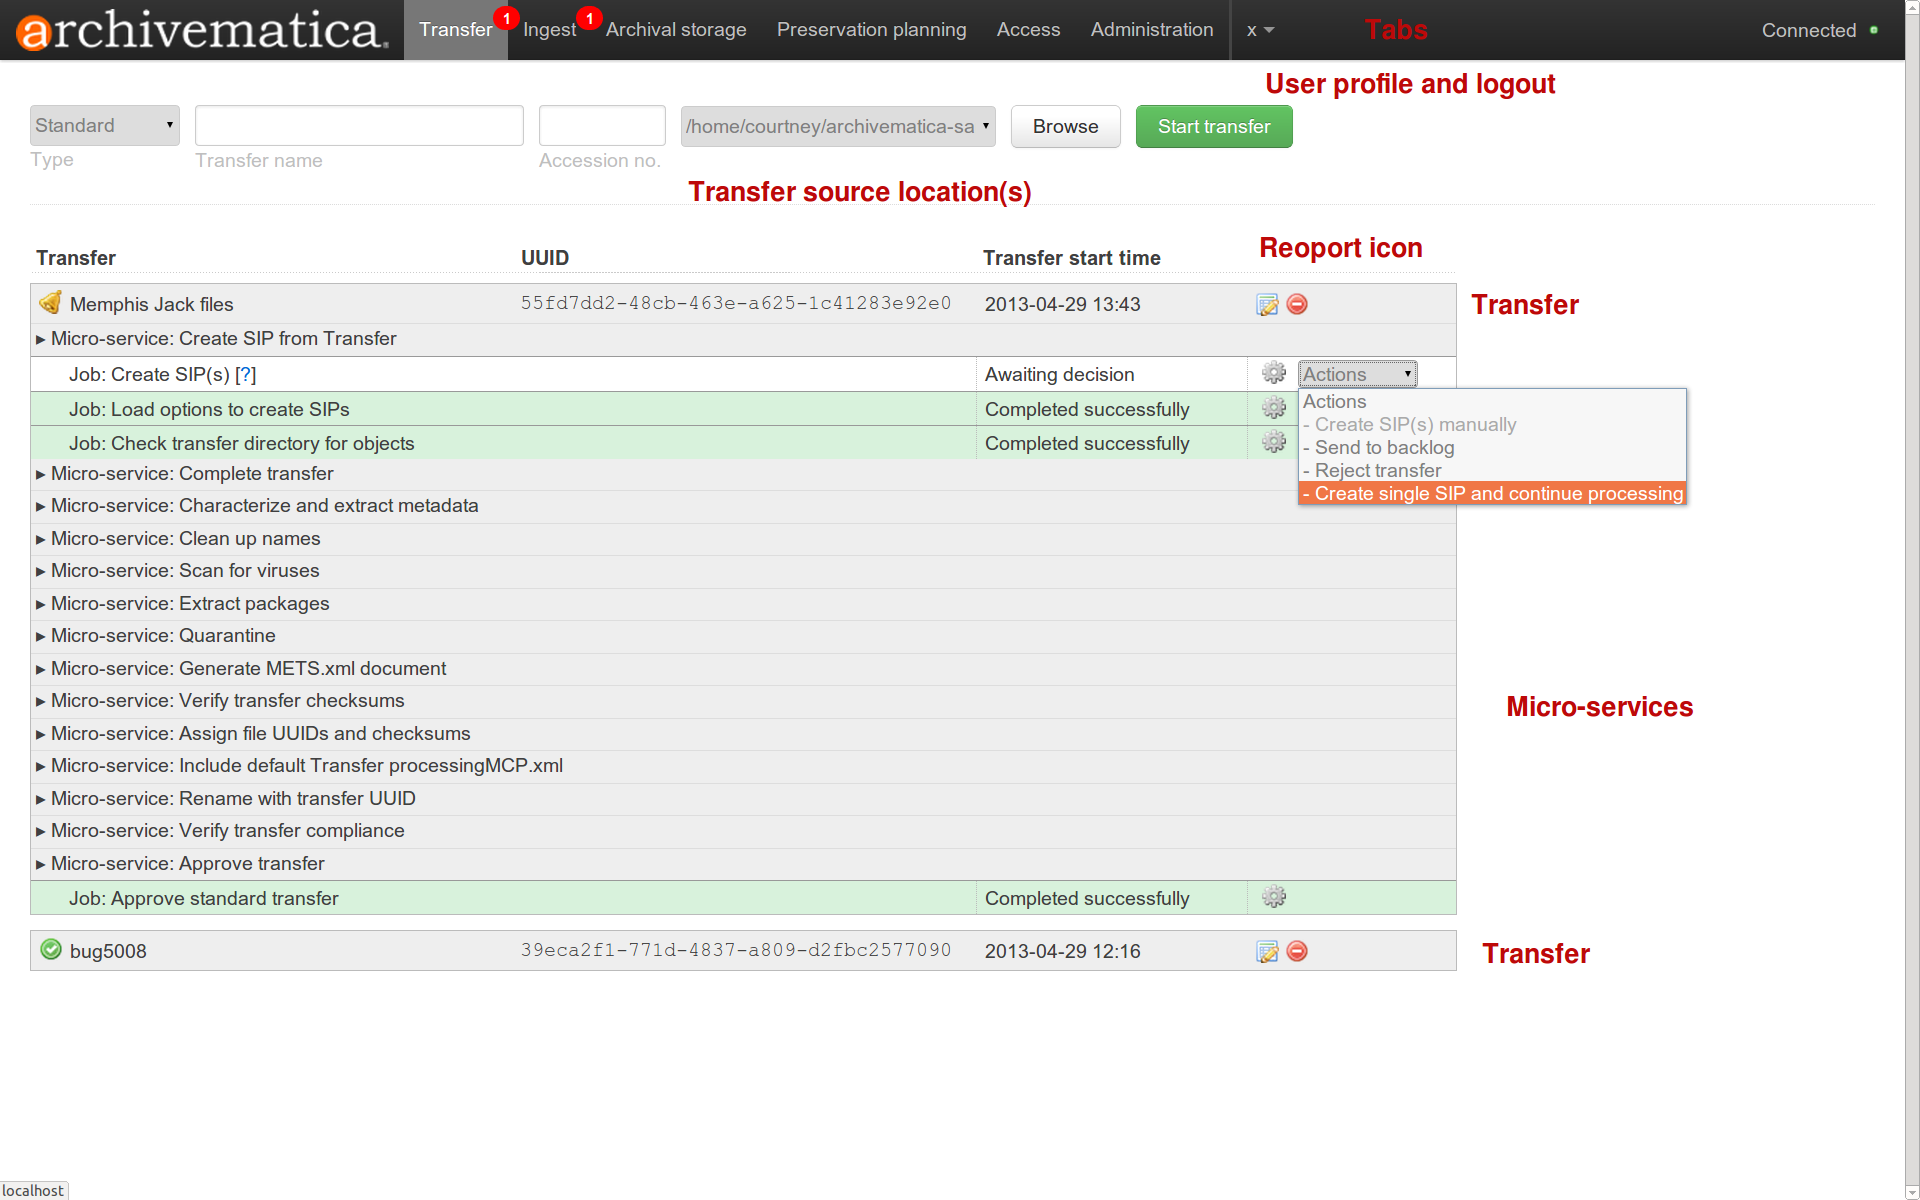 archivematica. Transfer 1 Ingest 1 Archival storage Preservation planning Access Administration x Tabs Connected
User profile and logout
Standard /home/courtney/archivematica-sa Browse Start transfer
Type Transfer name Accession no.
Transfer source location(s)
Transfer UUID Transfer start time Reoport icon
Memphis Jack files 55fd7dd2-48cb-463e-a625-1c41283e92e0 2013-04-29 13:43 Transfer
Micro-service: Create SIP from Transfer
Job: Create SIP(s) [?] Awaiting decision Actions
Actions
Job: Load options to create SIPs Completed successfully
- Create SIP(s) manually
Job: Check transfer directory for objects Completed successfully
- Send to backlog
- Reject transfer
Micro-service: Complete transfer
- Create single SIP and continue processing
Micro-service: Characterize and extract metadata
Micro-service: Clean up names
Micro-service: Scan for viruses
Micro-service: Extract packages
Micro-service: Quarantine
Micro-service: Generate METS.xml document
Micro-service: Verify transfer checksums
Micro-services
Micro-service: Assign file UUIDs and checksums
Micro-service: Include default Transfer processingMCP.xml
Micro-service: Rename with transfer UUID
Micro-service: Verify transfer compliance
Micro-service: Approve transfer
Job: Approve standard transfer Completed successfully
bug5008 39eca2f1-771d-4837-a809-d2fbc2577090 2013-04-29 12:16 Transfer
localhost